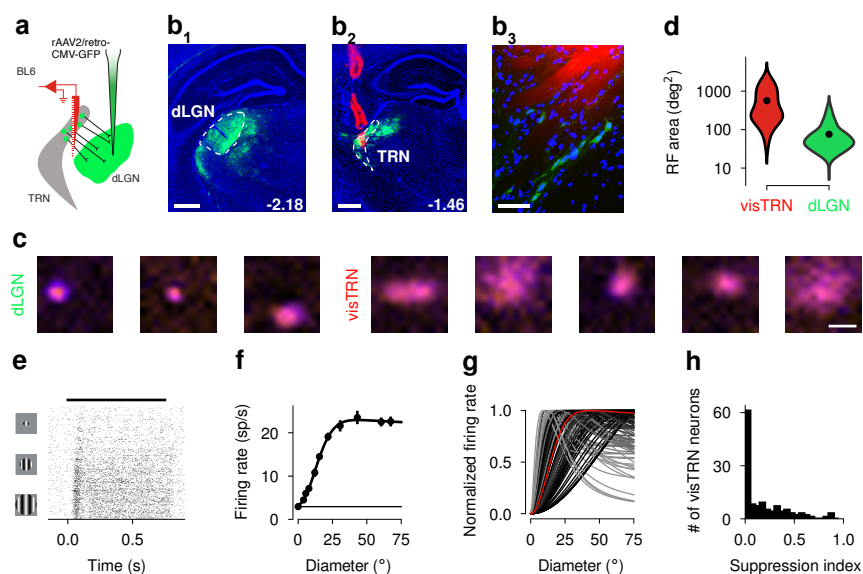 a
rAAV2/retro-
CMV-GFP
BL6
TRN
dLGN
b1
dLGN
-2.18
b2
TRN
-1.46
b3
d
RF area (deg2)
1000
100
10
visTRN
dLGN
c
dLGN
visTRN
e
0.0
0.5
Time (s)
f
Firing rate (sp/s)
20
10
0
0
25
50
75
Diameter (°)
g
Normalized firing rate
1.0
0.5
0.0
0
25
50
75
Diameter (°)
h
# of visTRN neurons
60
30
0
0.0
0.5
1.0
Suppression index